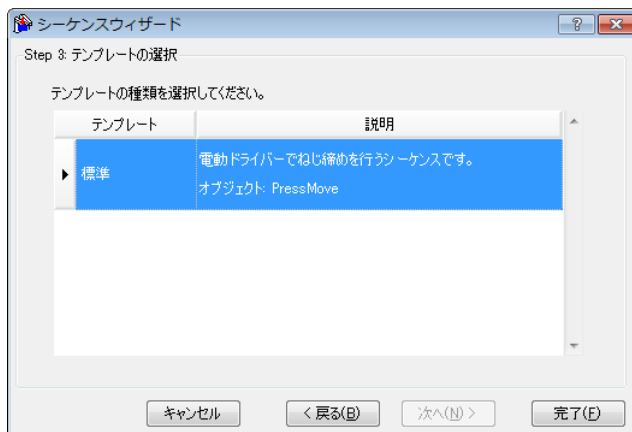 シーケンスウィザード
Step 3: テンプレートの選択
テンプレートの種類を選択してください。
テンプレート 説明
標準 電動ドライバーでねじ締めを行うシーケンスです。
オブジェクト: PressMove
キャンセル < 戻る(B) 次へ(N) > 完了(F)